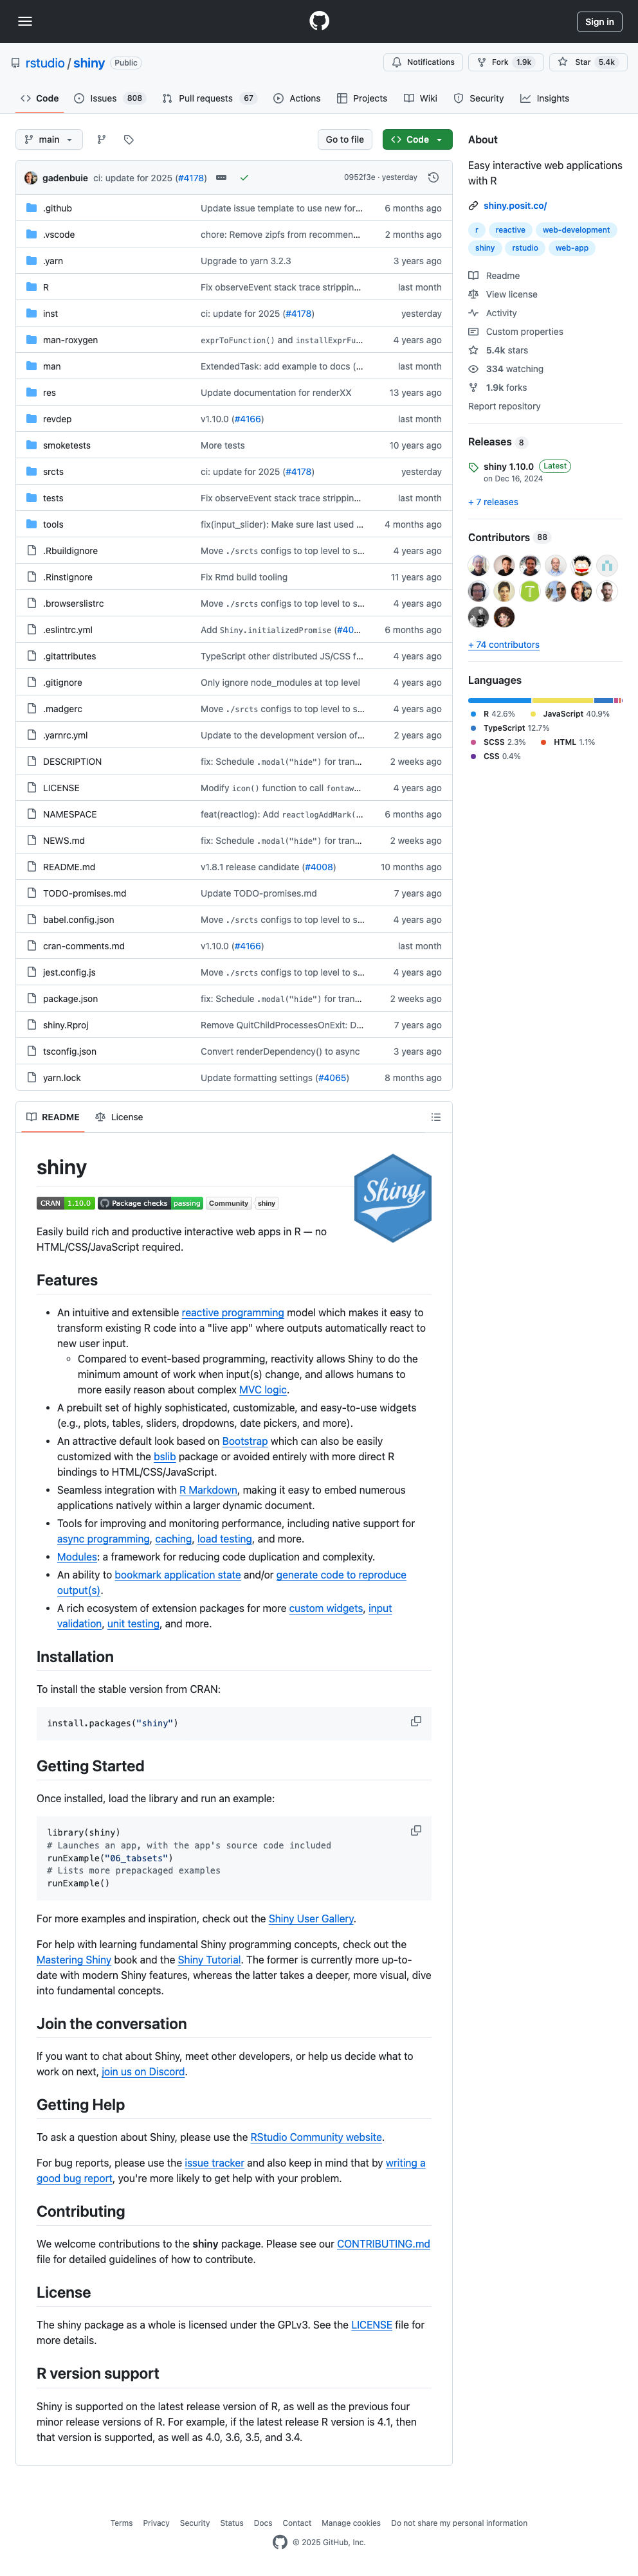 Sign in
rstudio / shiny Public
Notifications Fork 1.9k Star 5.4k
Code Issues 808 Pull requests 67 Actions Projects Wiki Security Insights
main Go to file Code
gadenbuie ci: update for 2025 (#4178) 0952f3e · yesterday
.github Update issue template to use new for… 6 months ago
.vscode chore: Remove zipfs from recommen… 2 months ago
.yarn Upgrade to yarn 3.2.3 3 years ago
R Fix observeEvent stack trace strippin… last month
inst ci: update for 2025 (#4178) yesterday
man-roxygen exprToFunction() and installExprFu… 4 years ago
man ExtendedTask: add example to docs (… last month
res Update documentation for renderXX 13 years ago
revdep v1.10.0 (#4166) last month
smoketests More tests 10 years ago
srcts ci: update for 2025 (#4178) yesterday
tests Fix observeEvent stack trace strippin… last month
tools fix(input_slider): Make sure last used … 4 months ago
.Rbuildignore Move ./srcts configs to top level to s… 4 years ago
.Rinstignore Fix Rmd build tooling 11 years ago
.browserslistrc Move ./srcts configs to top level to s… 4 years ago
.eslintrc.yml Add Shiny.initializedPromise (#40… 6 months ago
.gitattributes TypeScript other distributed JS/CSS f… 4 years ago
.gitignore Only ignore node_modules at top level 4 years ago
.madgerc Move ./srcts configs to top level to s… 4 years ago
.yarnrc.yml Update to the development version of… 2 years ago
DESCRIPTION fix: Schedule .modal("hide") for tran… 2 weeks ago
LICENSE Modify icon() function to call fontaw… 4 years ago
NAMESPACE feat(reactlog): Add reactlogAddMark(… 6 months ago
NEWS.md fix: Schedule .modal("hide") for tran… 2 weeks ago
README.md v1.8.1 release candidate (#4008) 10 months ago
TODO-promises.md Update TODO-promises.md 7 years ago
babel.config.json Move ./srcts configs to top level to s… 4 years ago
cran-comments.md v1.10.0 (#4166) last month
jest.config.js Move ./srcts configs to top level to s… 4 years ago
package.json fix: Schedule .modal("hide") for tran… 2 weeks ago
shiny.Rproj Remove QuitChildProcessesOnExit: D… 7 years ago
tsconfig.json Convert renderDependency() to async 3 years ago
yarn.lock Update formatting settings (#4065) 8 months ago
README License
shiny
Shiny
CRAN 1.10.0 Package checks passing Community shiny
Easily build rich and productive interactive web apps in R — no
HTML/CSS/JavaScript required.
Features
• An intuitive and extensible reactive programming model which makes it easy to
transform existing R code into a "live app" where outputs automatically react to
new user input.
◦ Compared to event-based programming, reactivity allows Shiny to do the
minimum amount of work when input(s) change, and allows humans to
more easily reason about complex MVC logic.
• A prebuilt set of highly sophisticated, customizable, and easy-to-use widgets
(e.g., plots, tables, sliders, dropdowns, date pickers, and more).
• An attractive default look based on Bootstrap which can also be easily
customized with the bslib package or avoided entirely with more direct R
bindings to HTML/CSS/JavaScript.
• Seamless integration with R Markdown, making it easy to embed numerous
applications natively within a larger dynamic document.
• Tools for improving and monitoring performance, including native support for
async programming, caching, load testing, and more.
• Modules: a framework for reducing code duplication and complexity.
• An ability to bookmark application state and/or generate code to reproduce
output(s).
• A rich ecosystem of extension packages for more custom widgets, input
validation, unit testing, and more.
Installation
To install the stable version from CRAN:
install.packages("shiny")
Getting Started
Once installed, load the library and run an example:
library(shiny)
# Launches an app, with the app's source code included
runExample("06_tabsets")
# Lists more prepackaged examples
runExample()
For more examples and inspiration, check out the Shiny User Gallery.
For help with learning fundamental Shiny programming concepts, check out the
Mastering Shiny book and the Shiny Tutorial. The former is currently more up-to-
date with modern Shiny features, whereas the latter takes a deeper, more visual, dive
into fundamental concepts.
Join the conversation
If you want to chat about Shiny, meet other developers, or help us decide what to
work on next, join us on Discord.
Getting Help
To ask a question about Shiny, please use the RStudio Community website.
For bug reports, please use the issue tracker and also keep in mind that by writing a
good bug report, you're more likely to get help with your problem.
Contributing
We welcome contributions to the shiny package. Please see our CONTRIBUTING.md
file for detailed guidelines of how to contribute.
License
The shiny package as a whole is licensed under the GPLv3. See the LICENSE file for
more details.
R version support
Shiny is supported on the latest release version of R, as well as the previous four
minor release versions of R. For example, if the latest release R version is 4.1, then
that version is supported, as well as 4.0, 3.6, 3.5, and 3.4.
About
Easy interactive web applications
with R
shiny.posit.co/
r reactive web-development
shiny rstudio web-app
Readme
View license
Activity
Custom properties
5.4k stars
334 watching
1.9k forks
Report repository
Releases 8
shiny 1.10.0 Latest
on Dec 16, 2024
+ 7 releases
Contributors 88
+ 74 contributors
Languages
R 42.6% JavaScript 40.9%
TypeScript 12.7%
SCSS 2.3% HTML 1.1%
CSS 0.4%
Terms Privacy Security Status Docs Contact Manage cookies Do not share my personal information
© 2025 GitHub, Inc.